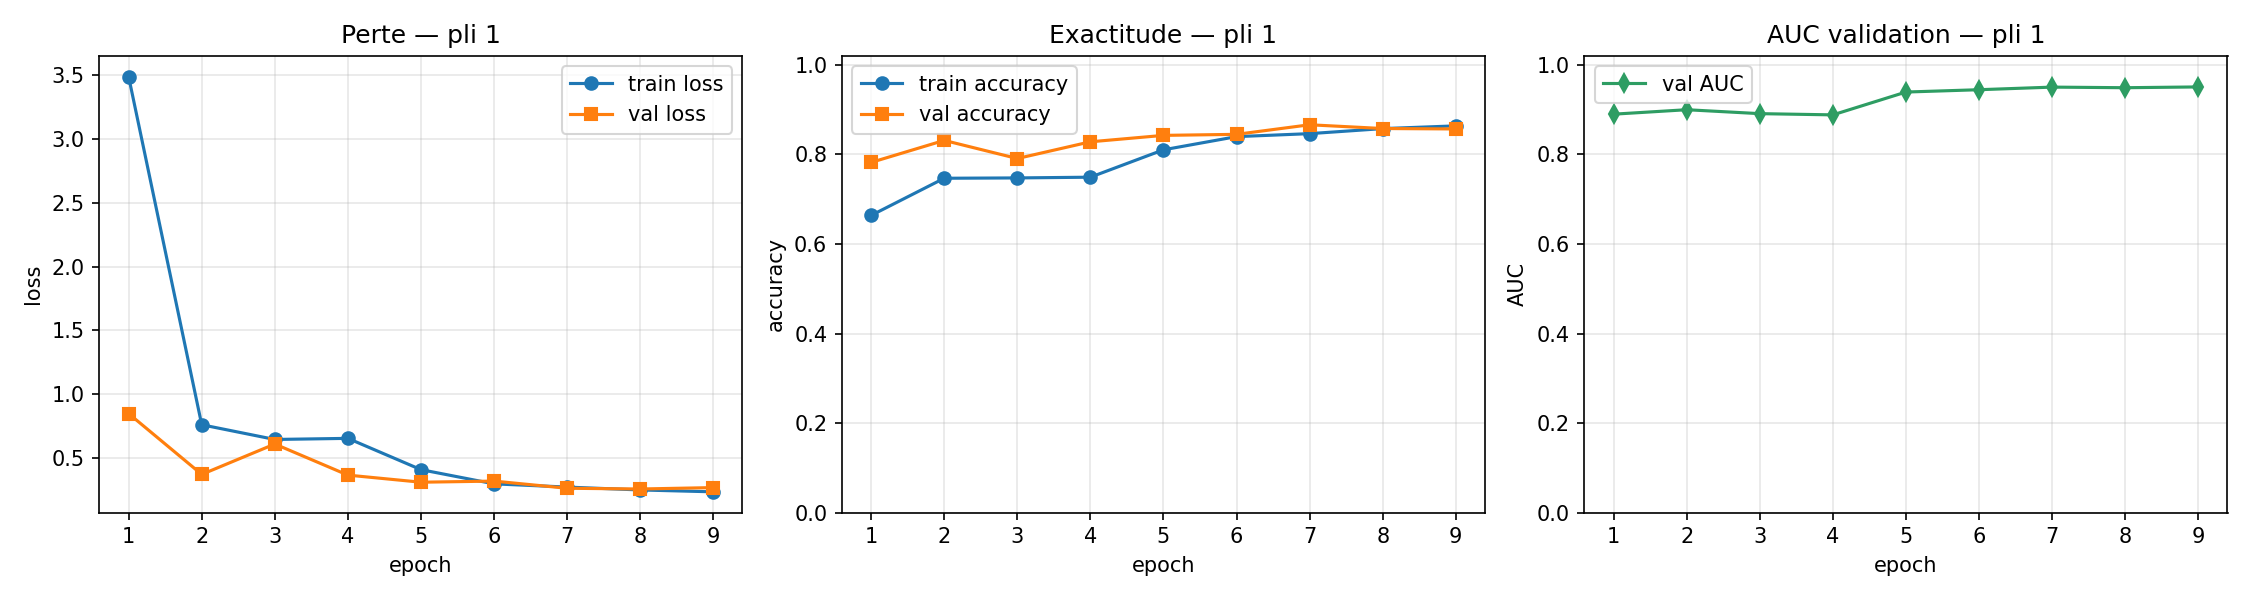 Perte — pli 1
3.5
3.0
2.5
2.0
1.5
1.0
0.5
loss
train loss
val loss
1 2 3 4 5 6 7 8 9
epoch
Exactitude — pli 1
1.0
0.8
0.6
0.4
0.2
0.0
accuracy
train accuracy
val accuracy
1 2 3 4 5 6 7 8 9
epoch
AUC validation — pli 1
1.0
0.8
0.6
0.4
0.2
0.0
AUC
val AUC
1 2 3 4 5 6 7 8 9
epoch